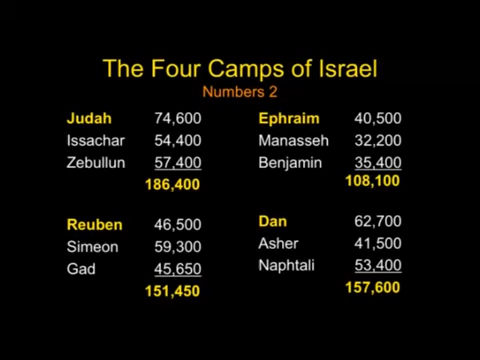 The Four Camps of Israel
Numbers 2
Judah 74,600
Issachar 54,400
Zebullun 57,400
186,400
Ephraim 40,500
Manasseh 32,200
Benjamin 35,400
108,100
Reuben 46,500
Simeon 59,300
Gad 45,650
151,450
Dan 62,700
Asher 41,500
Naphtali 53,400
157,600